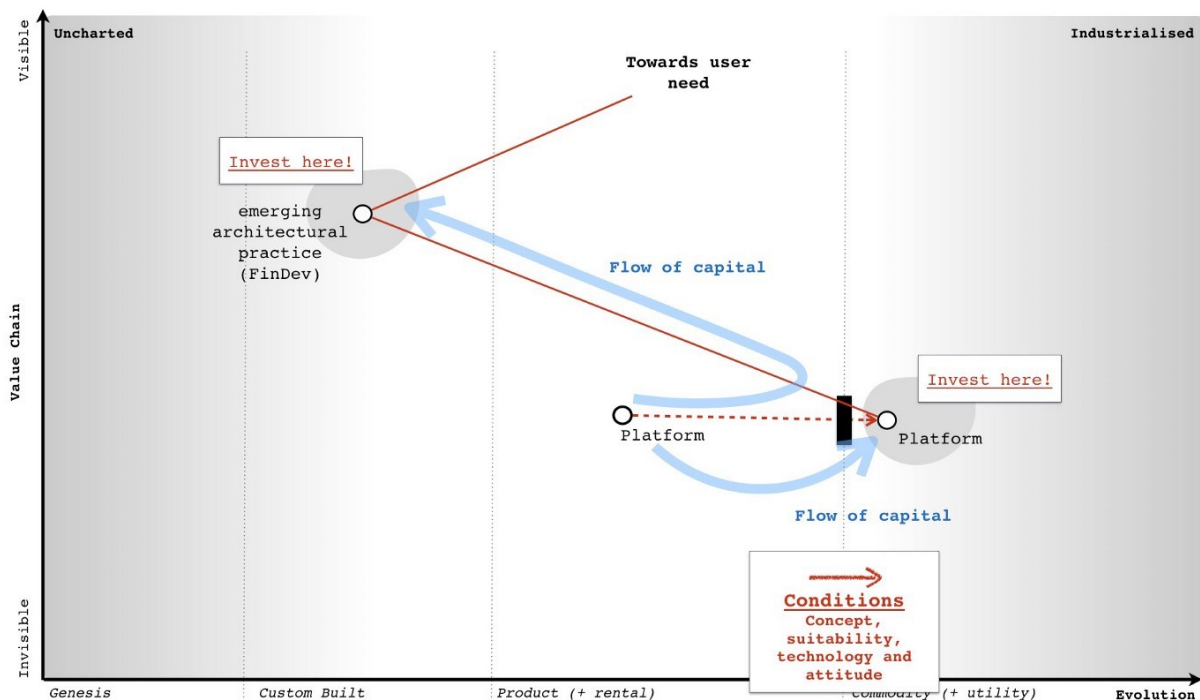 Uncharted
Industrialised
Visible
Towards user
need
Invest here!
emerging
architectural
practice
(FinDev)
Flow of capital
Value Chain
Invest here!
Platform
Platform
Flow of capital
Conditions
Concept,
suitability,
technology and
attitude
Invisible
Genesis
Custom Built
Product (+ rental)
Commodity (+ utility)
Evolution